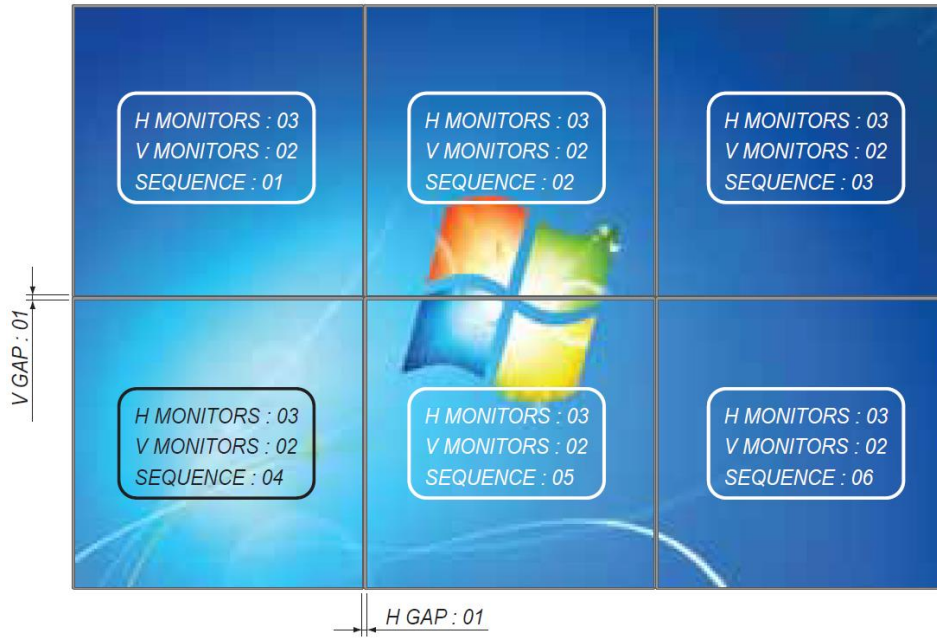 H MONITORS : 03
V MONITORS : 02
SEQUENCE : 01
H MONITORS : 03
V MONITORS : 02
SEQUENCE : 02
H MONITORS : 03
V MONITORS : 02
SEQUENCE : 03
V GAP : 01
H MONITORS : 03
V MONITORS : 02
SEQUENCE : 04
H MONITORS : 03
V MONITORS : 02
SEQUENCE : 05
H MONITORS : 03
V MONITORS : 02
SEQUENCE : 06
H GAP : 01